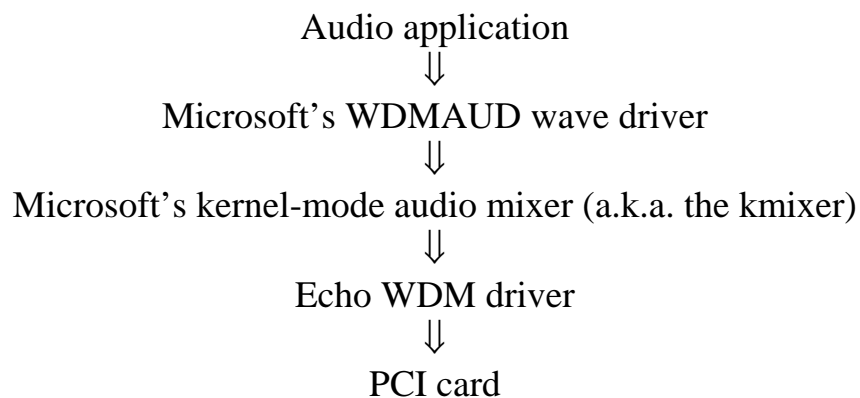 Audio application
⇓
Microsoft's WDMAUD wave driver
⇓
Microsoft's kernel-mode audio mixer (a.k.a. the kmixer)
⇓
Echo WDM driver
⇓
PCI card